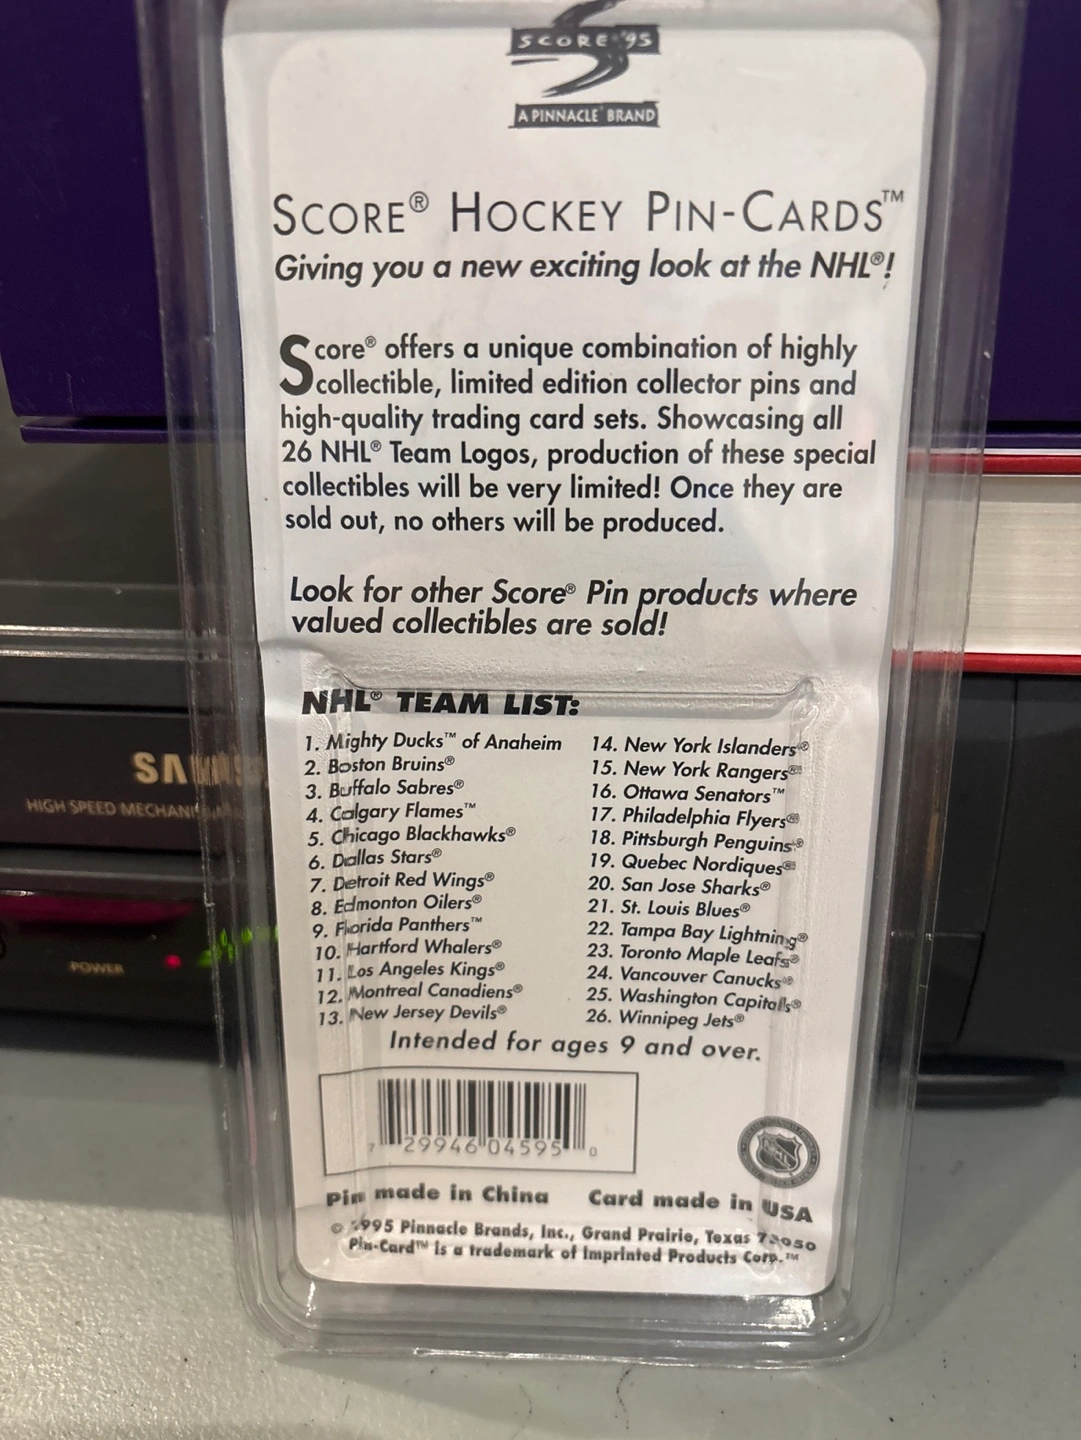 SCORE '95
A PINNACLE® BRAND
SCORE® HOCKEY PIN-CARDS™
Giving you a new exciting look at the NHL®!
Score® offers a unique combination of highly
collectible, limited edition collector pins and
high-quality trading card sets. Showcasing all
26 NHL® Team Logos, production of these special
collectibles will be very limited! Once they are
sold out, no others will be produced.
Look for other Score® Pin products where
valued collectibles are sold!
NHL® TEAM LIST:
1. Mighty Ducks™ of Anaheim
2. Boston Bruins®
3. Buffalo Sabres®
4. Calgary Flames™
5. Chicago Blackhawks®
6. Dallas Stars®
7. Detroit Red Wings®
8. Edmonton Oilers®
9. Florida Panthers™
10. Hartford Whalers®
11. Los Angeles Kings®
12. Montreal Canadiens®
13. New Jersey Devils®
14. New York Islanders®
15. New York Rangers®
16. Ottawa Senators™
17. Philadelphia Flyers®
18. Pittsburgh Penguins®
19. Quebec Nordiques®
20. San Jose Sharks®
21. St. Louis Blues®
22. Tampa Bay Lightning®
23. Toronto Maple Leafs®
24. Vancouver Canucks®
25. Washington Capitals®
26. Winnipeg Jets®
Intended for ages 9 and over.
7 29946 04595 0
NHL
Pin made in China Card made in USA
© 1995 Pinnacle Brands, Inc., Grand Prairie, Texas 75050
Pin-Card™ is a trademark of Imprinted Products Corp.™
HIGH SPEED
POWER